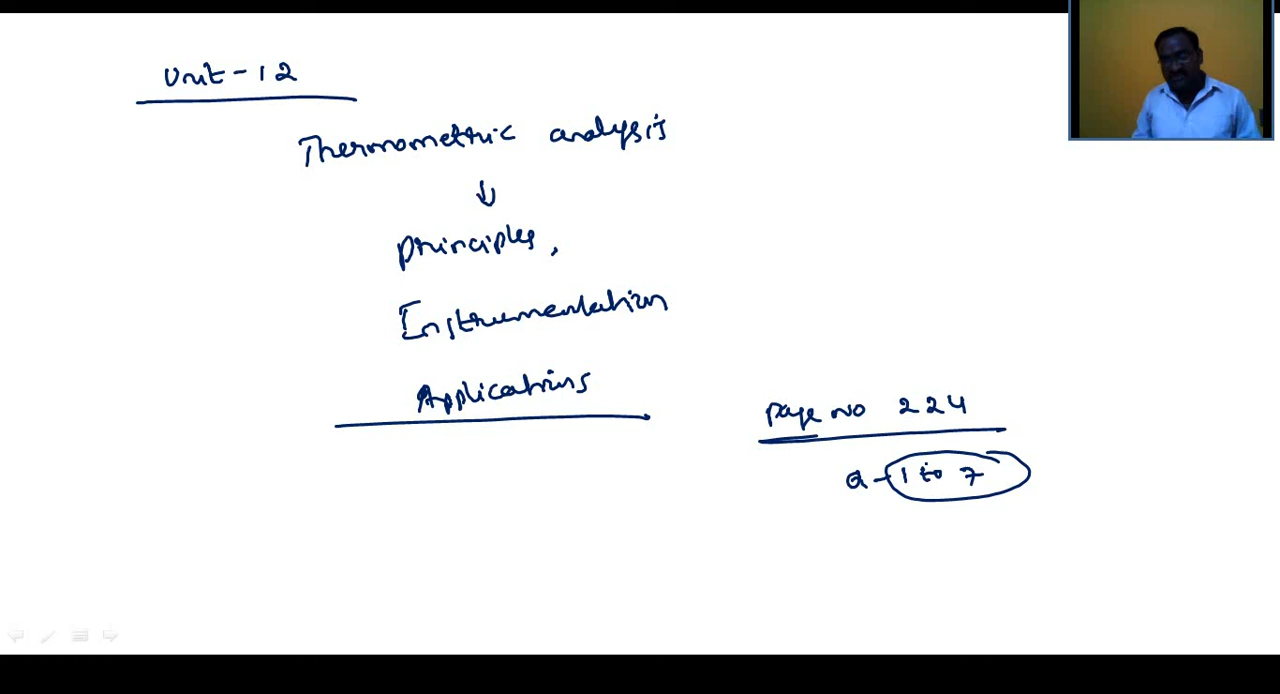 Unit - 12
Thermometric analysis
↓
principles,
Instrumentation
Applications
page no 224
Q - 1 to 7